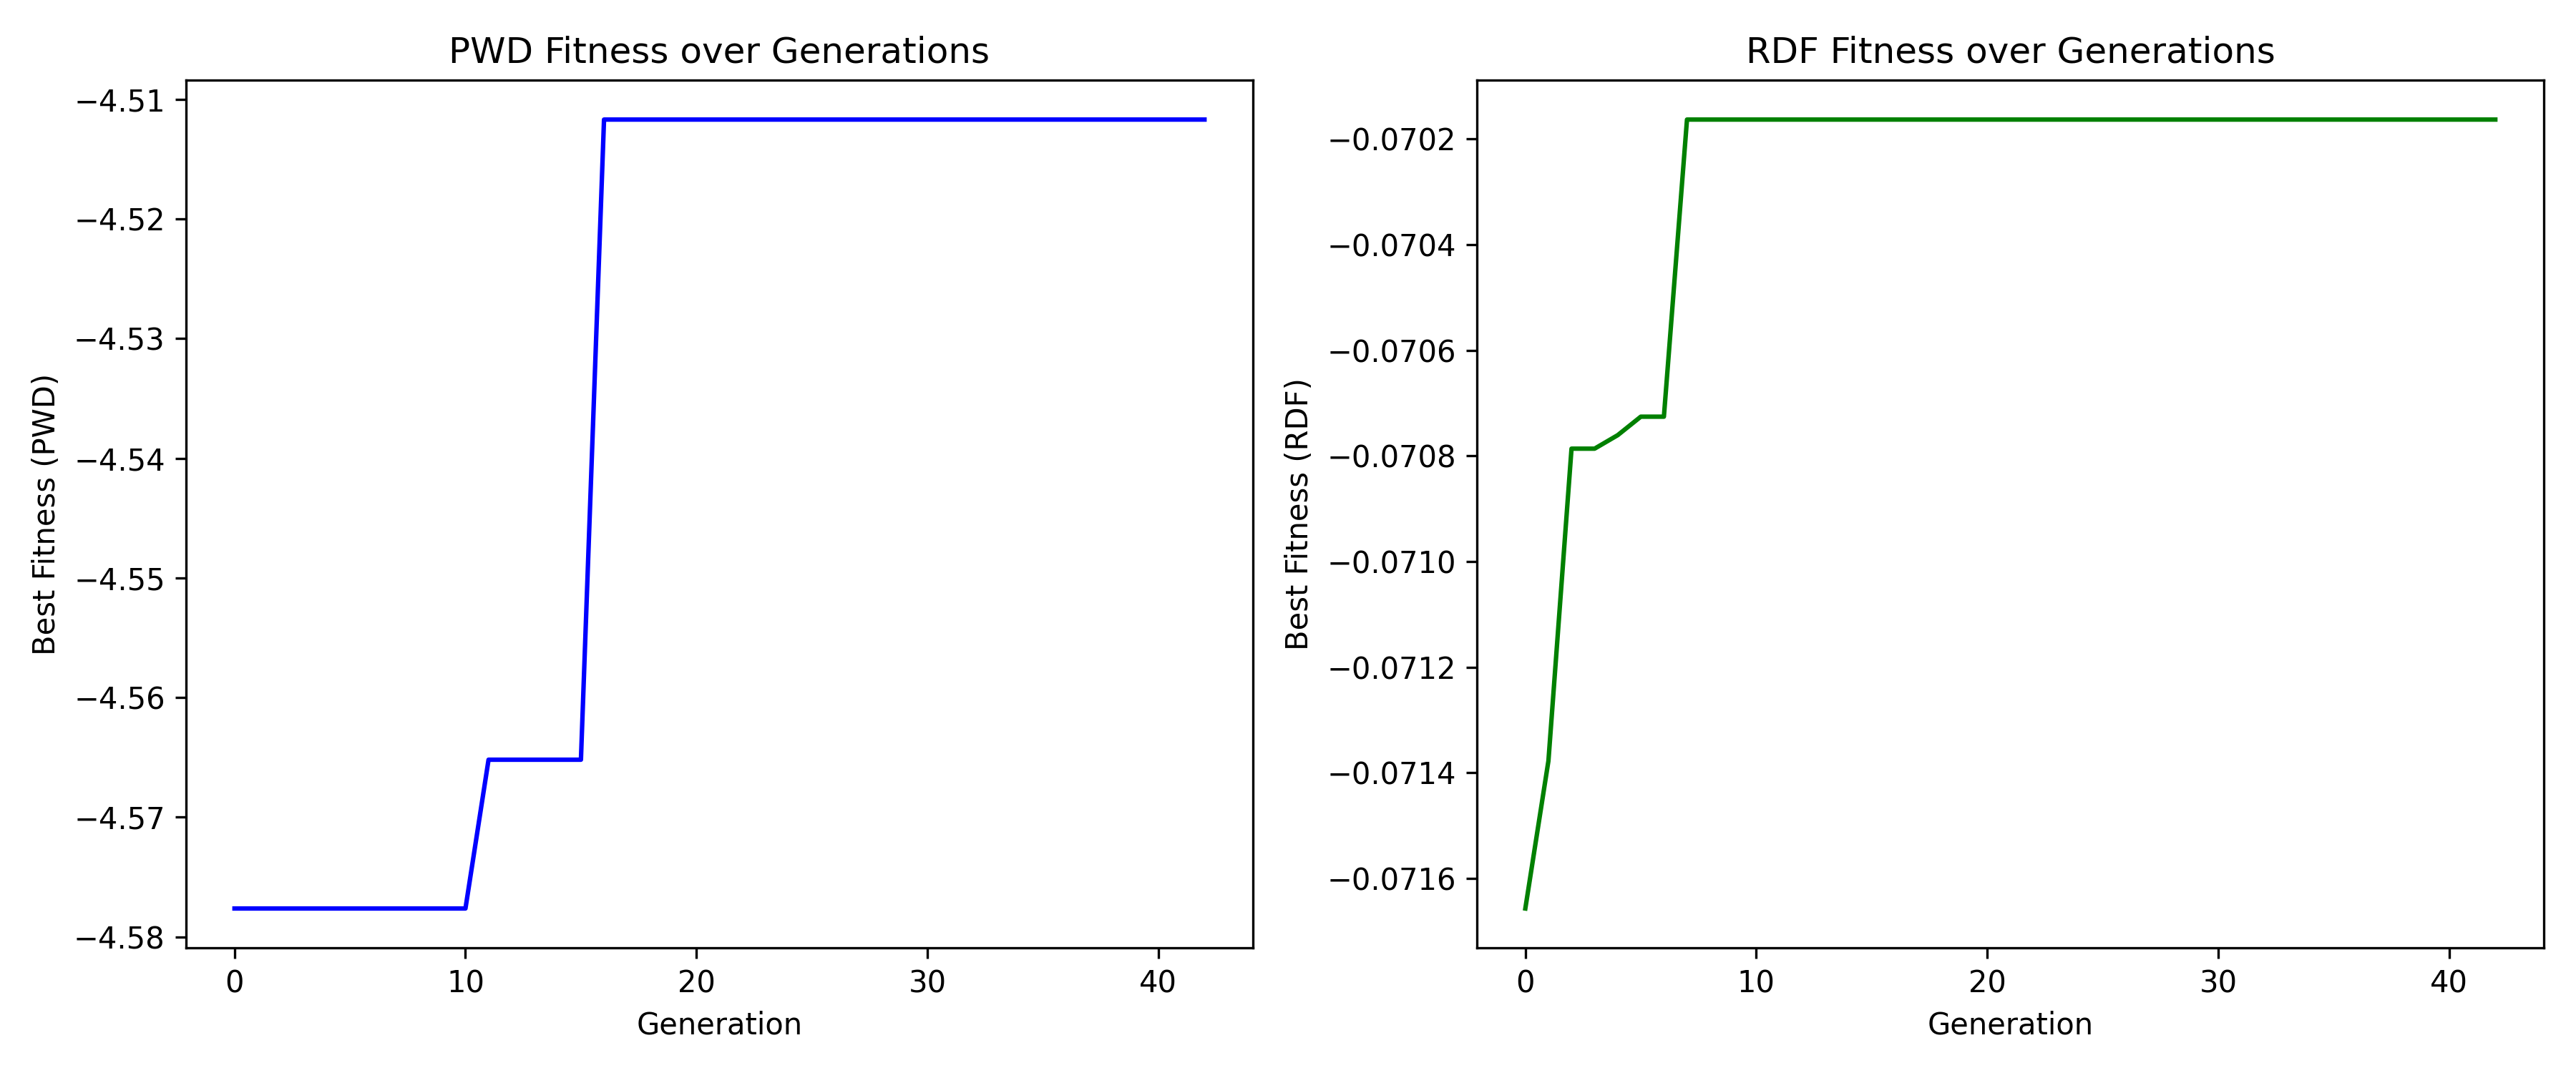 PWD Fitness over Generations
Best Fitness (PWD)
−4.51
−4.52
−4.53
−4.54
−4.55
−4.56
−4.57
−4.58
0 10 20 30 40
Generation
RDF Fitness over Generations
Best Fitness (RDF)
−0.0702
−0.0704
−0.0706
−0.0708
−0.0710
−0.0712
−0.0714
−0.0716
0 10 20 30 40
Generation